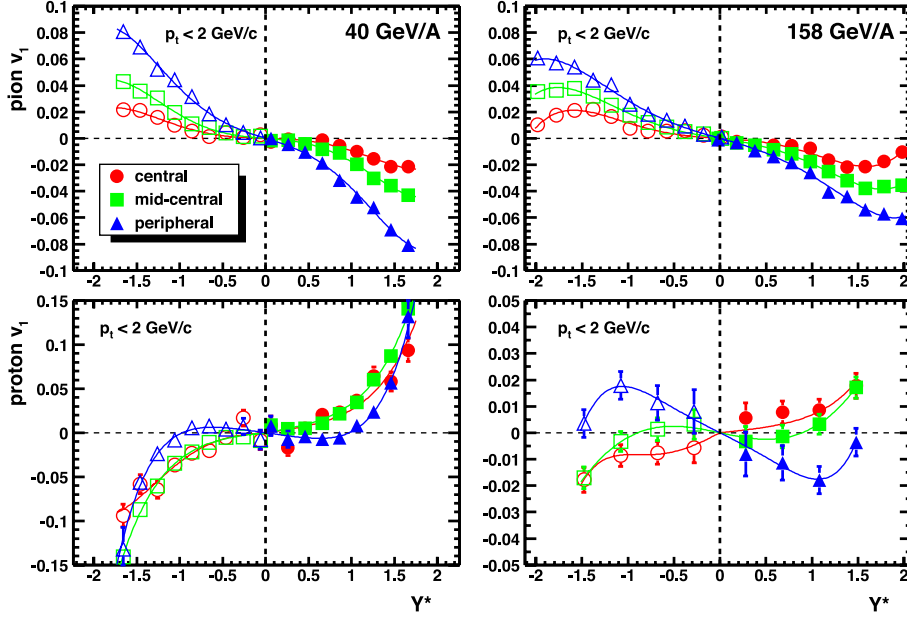 pion v1
pt < 2 GeV/c
40 GeV/A
0.1
0.08
0.06
0.04
0.02
0
-0.02
-0.04
-0.06
-0.08
-0.1
central
mid-central
peripheral
-2 -1.5 -1 -0.5 0 0.5 1 1.5 2
pt < 2 GeV/c
158 GeV/A
0.1
0.08
0.06
0.04
0.02
0
-0.02
-0.04
-0.06
-0.08
-0.1
-2 -1.5 -1 -0.5 0 0.5 1 1.5 2
proton v1
pt < 2 GeV/c
0.15
0.1
0.05
0
-0.05
-0.1
-0.15
-2 -1.5 -1 -0.5 0 0.5 1 1.5 2
Y*
pt < 2 GeV/c
0.05
0.04
0.03
0.02
0.01
0
-0.01
-0.02
-0.03
-0.04
-0.05
-2 -1.5 -1 -0.5 0 0.5 1 1.5 2
Y*